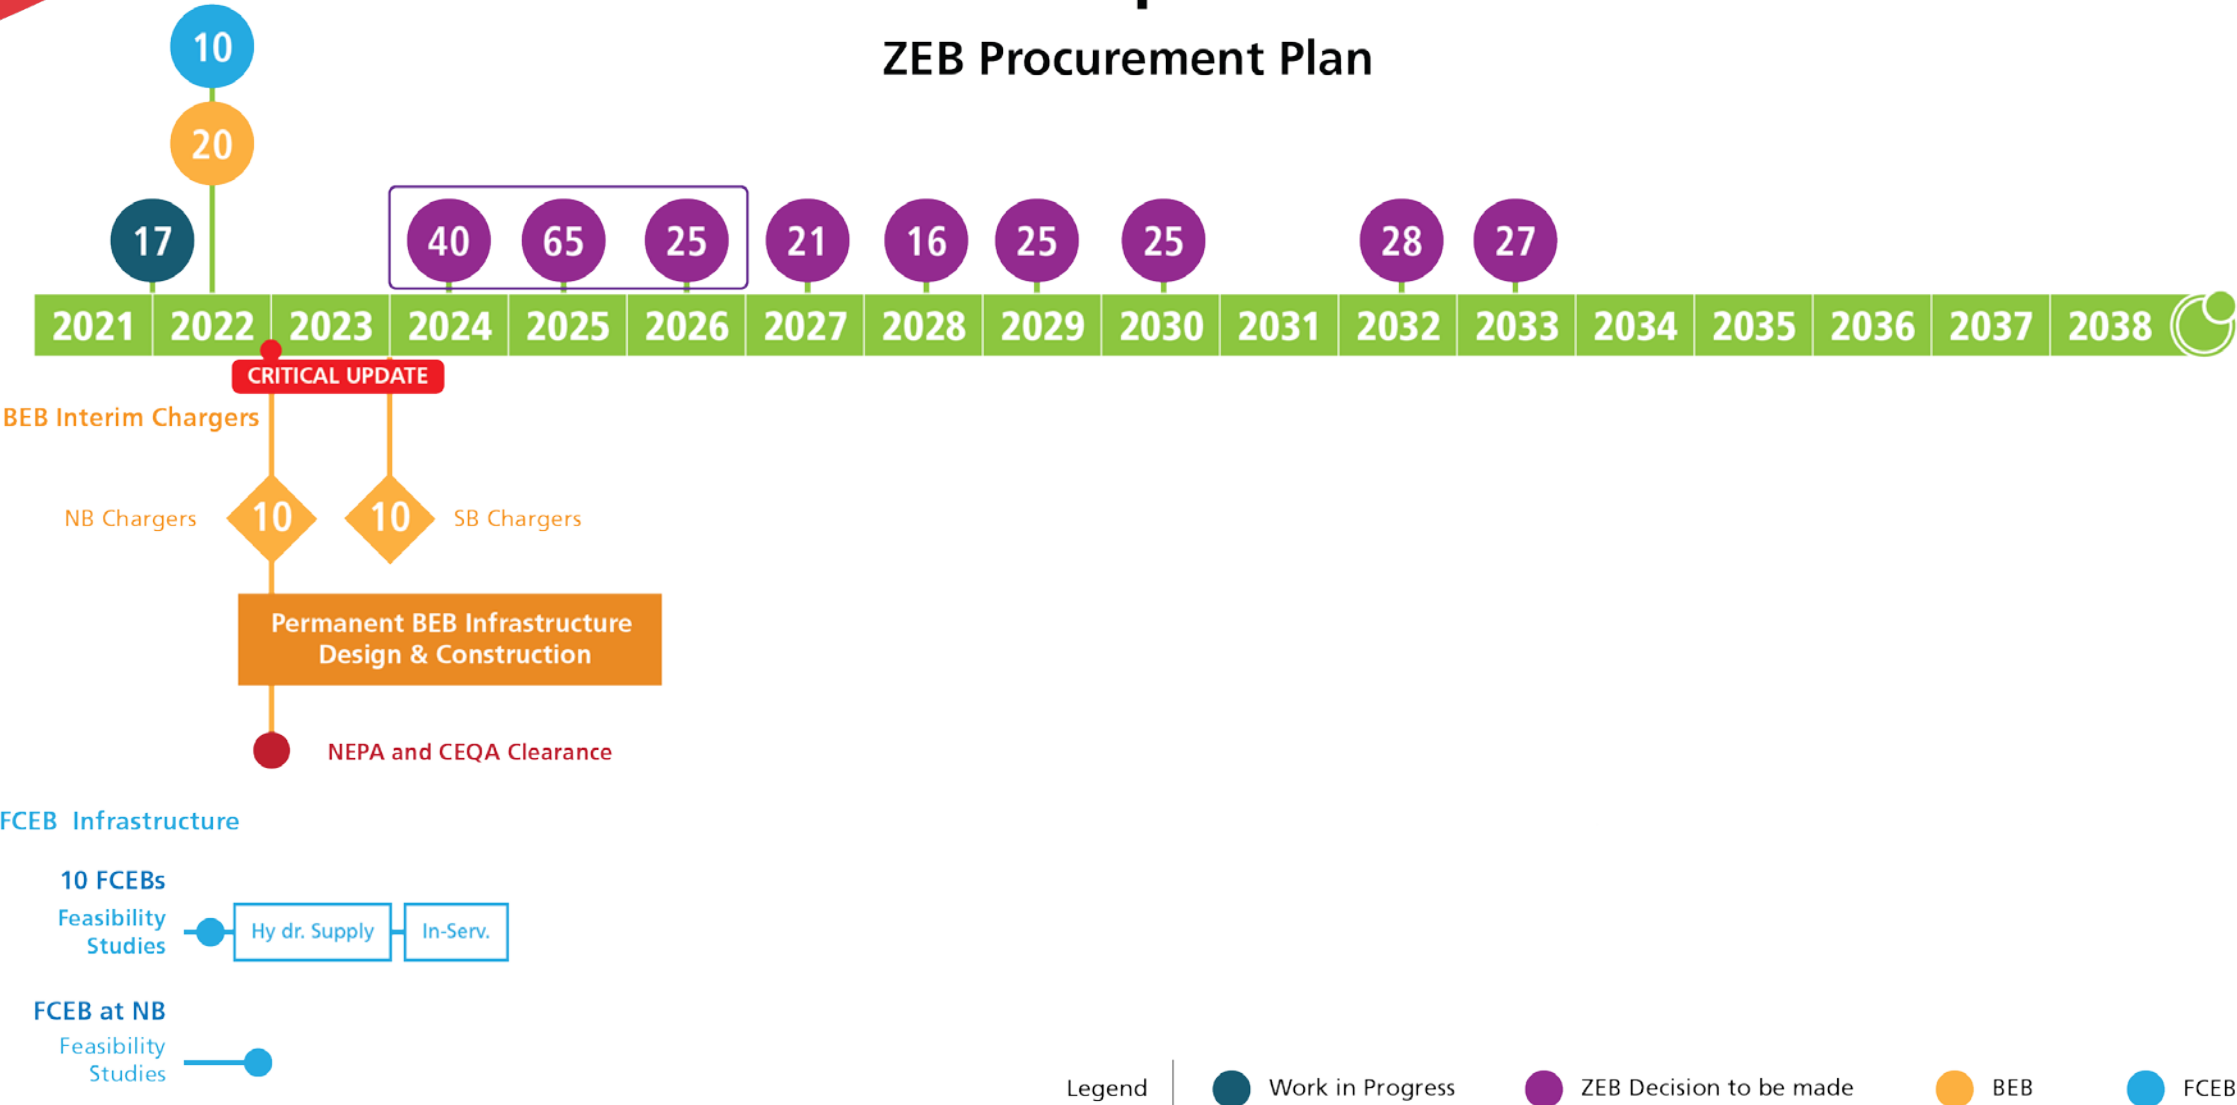 ZEB Procurement Plan
10
20
17
40 65 25 21 16 25 25 28 27
2021 2022 2023 2024 2025 2026 2027 2028 2029 2030 2031 2032 2033 2034 2035 2036 2037 2038
CRITICAL UPDATE
BEB Interim Chargers
NB Chargers 10 10 SB Chargers
Permanent BEB Infrastructure
Design & Construction
NEPA and CEQA Clearance
FCEB Infrastructure
10 FCEBs
Feasibility
Studies
Hy dr. Supply In-Serv.
FCEB at NB
Feasibility
Studies
Legend Work in Progress ZEB Decision to be made BEB FCEB